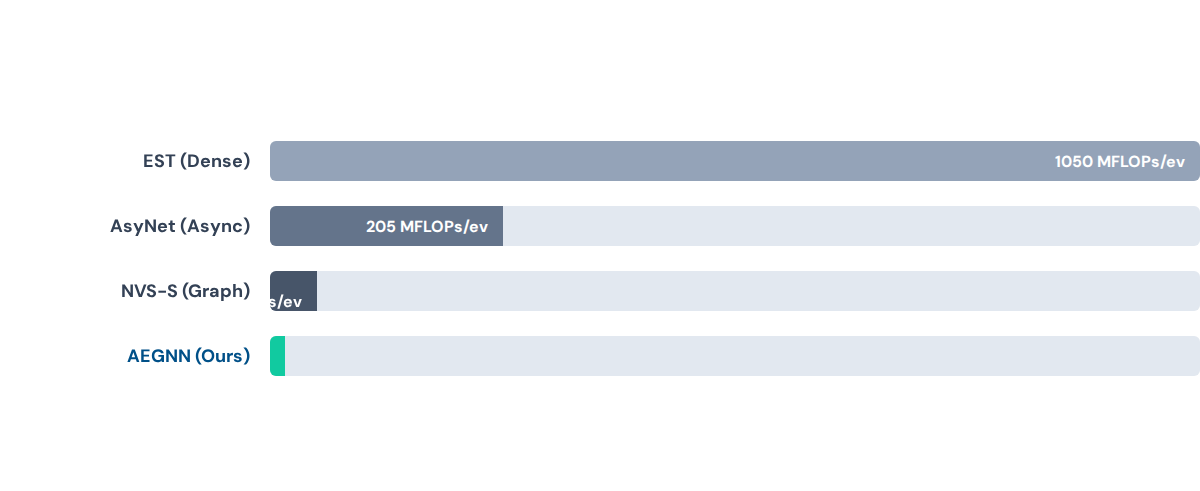 EST (Dense)
1050 MFLOPs/ev
AsyNet (Async)
205 MFLOPs/ev
NVS-S (Graph)
s/ev
AEGNN (Ours)